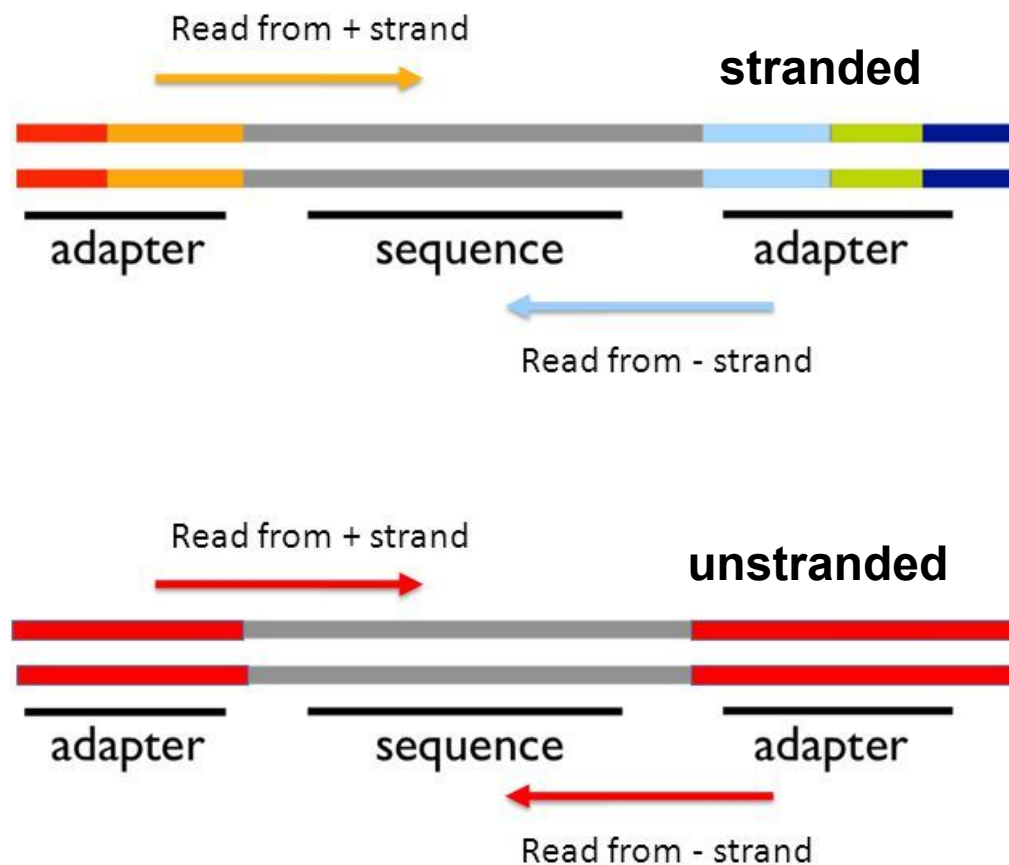 Read from + strand
stranded
adapter sequence adapter
Read from - strand
Read from + strand
unstranded
adapter sequence adapter
Read from - strand